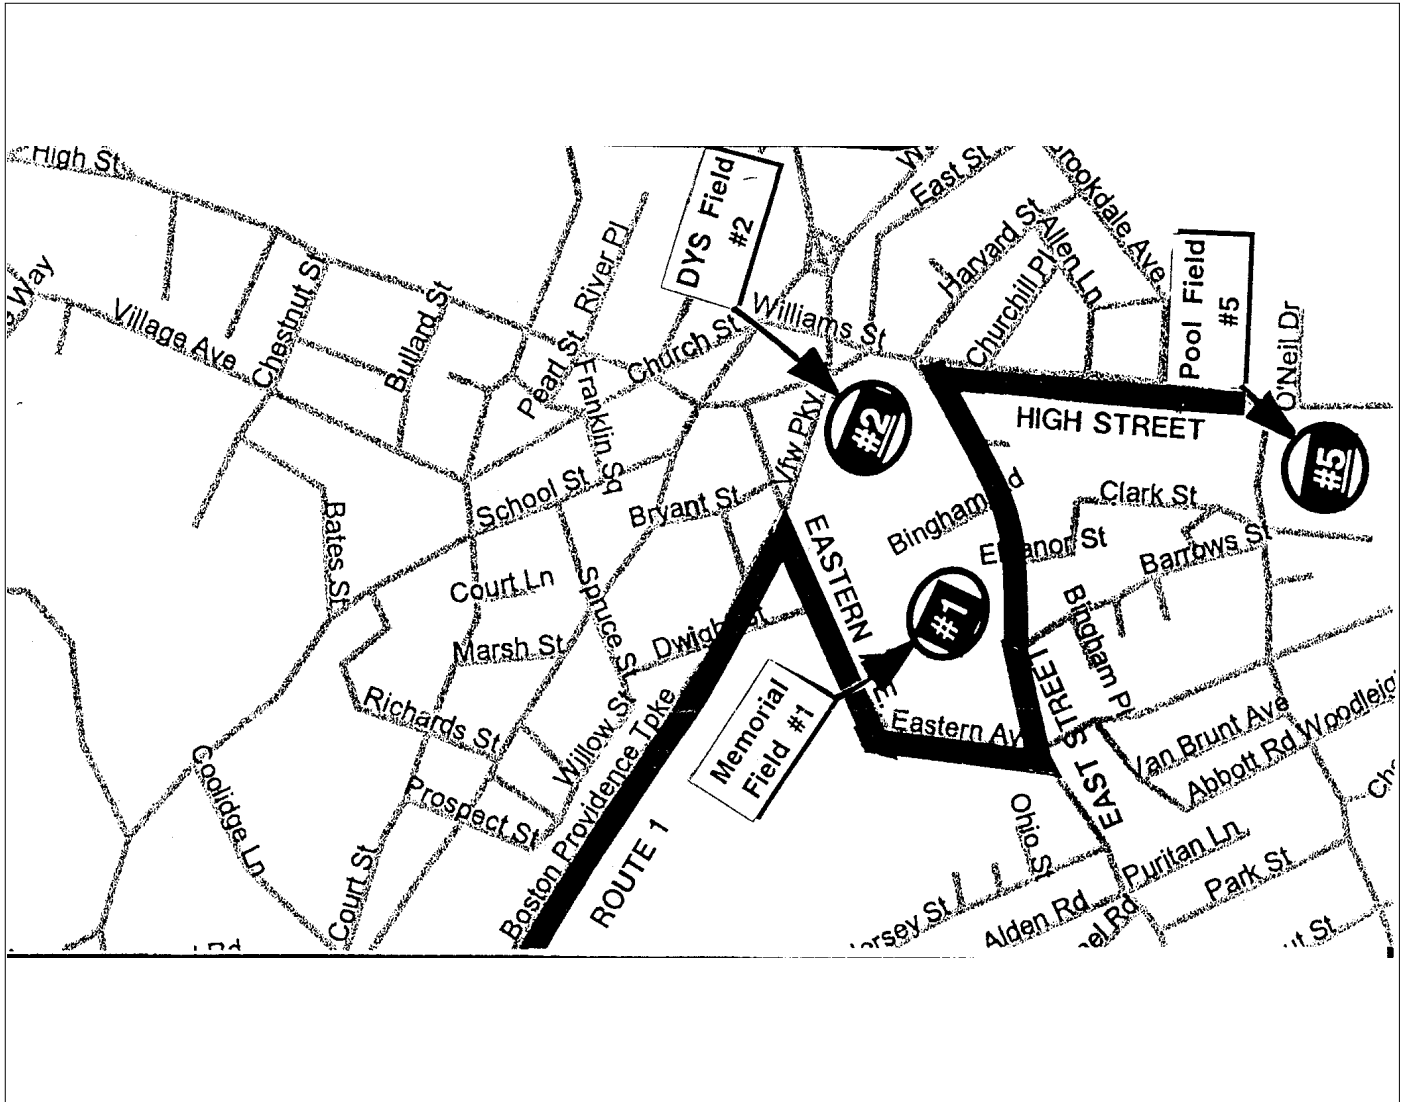 High St
Way
Village Ave
Chestnut St
Bullard St
Pearl St
River Pl
Franklin Sq
Church St
DYS Field
#2
Williams St
East St
Harvard St
Allen Ln
Churchill Pl
Brookdale Ave
Pool Field
#5
O'Neil Dr
#2
HIGH STREET
#5
Vfw Pky
School St
Bryant St
Bates St
Court Ln
Spruce St
Marsh St
Dwight St
EASTERN
Clark St
Eleanor St
Barrows St
#1
Bingham
Memorial
Field #1
Eastern Av
EAST STREET
Van Brunt Ave
Abbott Rd
Richards St
Willow St
Prospect St
Coolidge Ln
Court St
Boston Providence Tpke
ROUTE 1
Ohio St
Puritan Ln
Park St
Alden Rd